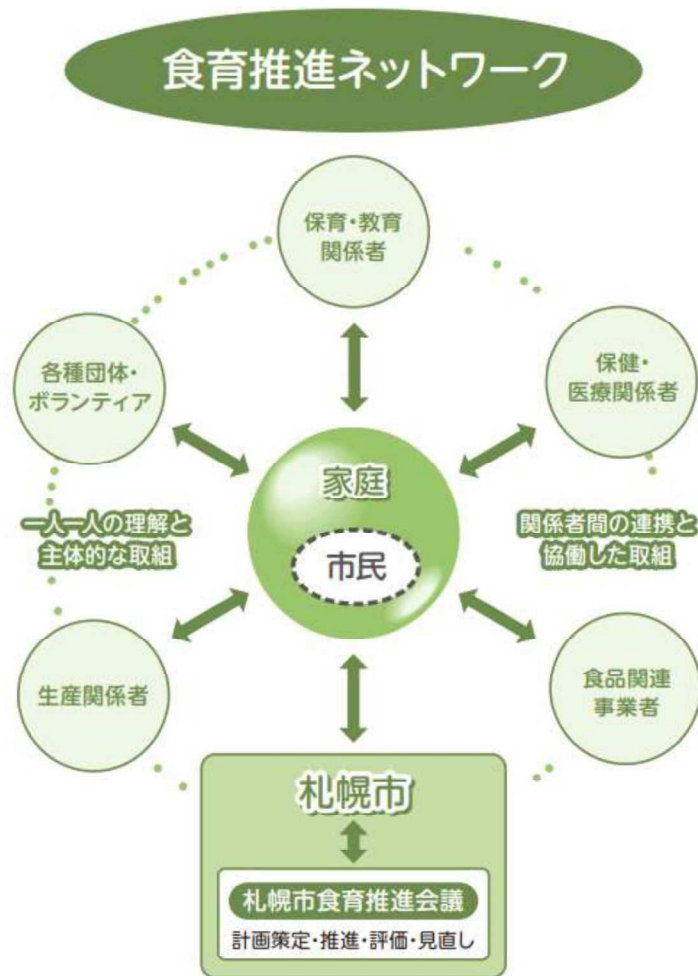 食育推進ネットワーク
保育・教育
関係者
各種団体・
ボランティア
保健・
医療関係者
家庭
市民
一人一人の理解と
主体的な取組
関係者間の連携と
協働した取組
生産関係者
食品関連
事業者
札幌市
札幌市食育推進会議
計画策定・推進・評価・見直し